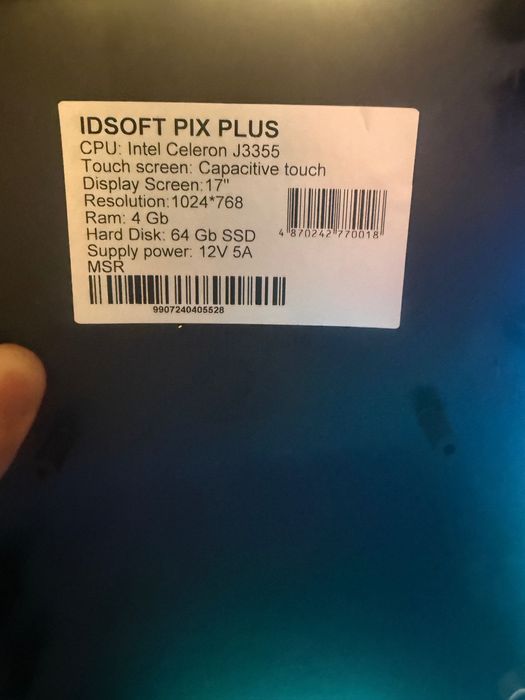 IDSOFT PIX PLUS
CPU: Intel Celeron J3355
Touch screen: Capacitive touch
Display Screen:17"
Resolution:1024*768
Ram: 4 Gb
Hard Disk: 64 Gb SSD
Supply power: 12V 5A
MSR
4 870242 770018
9907240405528